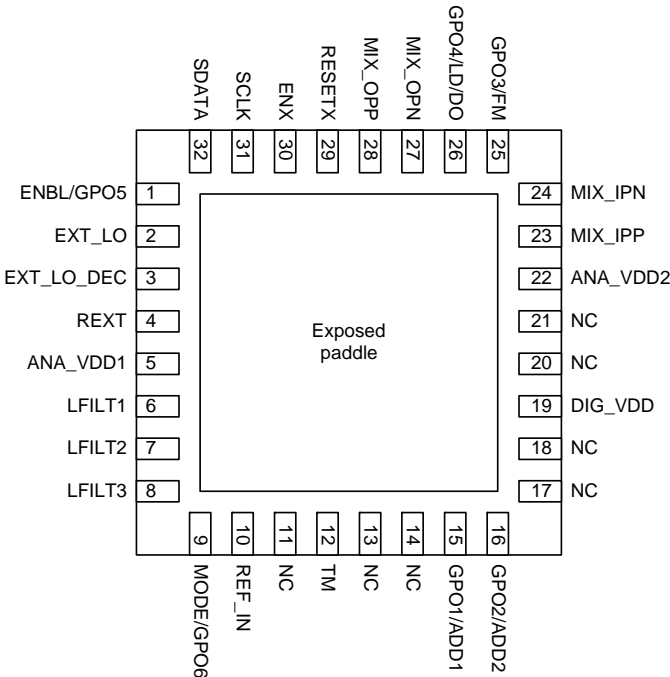 SDATA
SCLK
ENX
RESETX
MIX_OPP
MIX_OPN
GPO4/LD/DO
GPO3/FM
32
31
30
29
28
27
26
25
ENBL/GPO5 1
EXT_LO 2
EXT_LO_DEC 3
REXT 4
ANA_VDD1 5
LFILT1 6
LFILT2 7
LFILT3 8
Exposed
paddle
24 MIX_IPN
23 MIX_IPP
22 ANA_VDD2
21 NC
20 NC
19 DIG_VDD
18 NC
17 NC
9
10
11
12
13
14
15
16
MODE/GPO6
REF_IN
NC
TM
NC
NC
GPO1/ADD1
GPO2/ADD2